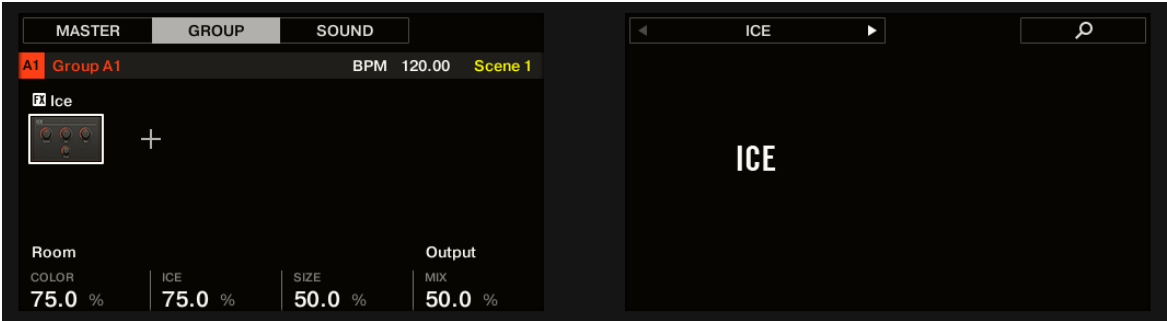 MASTER GROUP SOUND
A1 Group A1 BPM 120.00 Scene 1
FX Ice
Room Output
COLOR ICE SIZE MIX
75.0 % 75.0 % 50.0 % 50.0 %
ICE
ICE